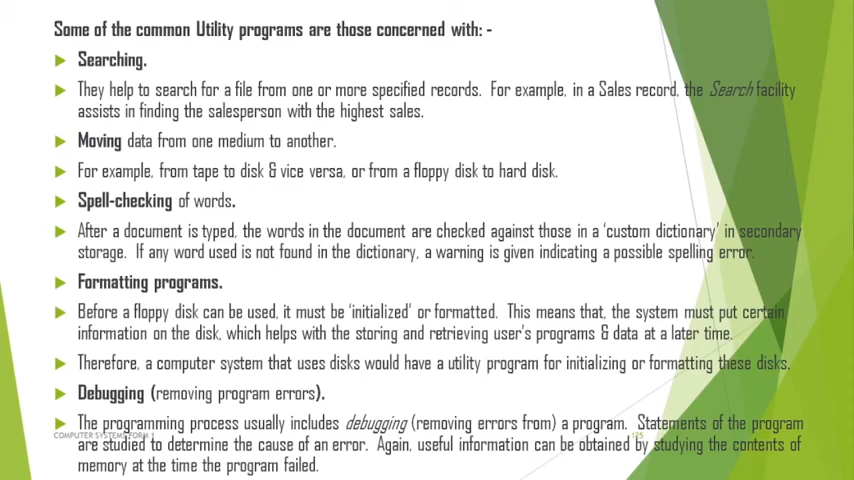 Some of the common Utility programs are those concerned with: -
Searching.
They help to search for a file from one or more specified records. For example, in a Sales record, the Search facility
assists in finding the salesperson with the highest sales.
Moving data from one medium to another.
For example, from tape to disk & vice versa, or from a floppy disk to hard disk.
Spell-checking of words.
After a document is typed, the words in the document are checked against those in a ‘custom dictionary’ in secondary
storage. If any word used is not found in the dictionary, a warning is given indicating a possible spelling error.
Formatting programs.
Before a floppy disk can be used, it must be ‘initialized’ or formatted. This means that, the system must put certain
information on the disk, which helps with the storing and retrieving user’s programs & data at a later time.
Therefore, a computer system that uses disks would have a utility program for initializing or formatting these disks.
Debugging (removing program errors).
The programming process usually includes debugging (removing errors from) a program. Statements of the program
COMPUTER SYSTEMS FORM 1 125
are studied to determine the cause of an error. Again, useful information can be obtained by studying the contents of
memory at the time the program failed.